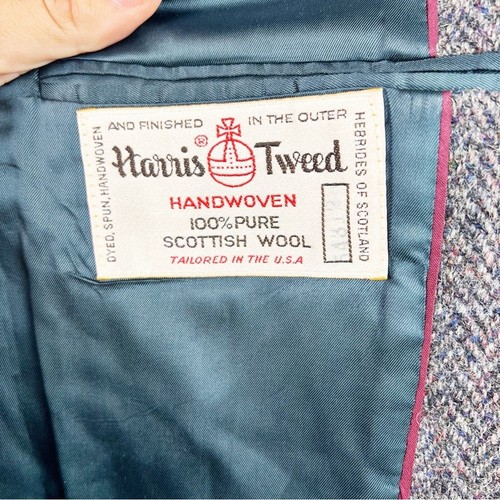 AND FINISHED IN THE OUTER
DYED, SPUN, HANDWOVEN
HEBRIDES OF SCOTLAND
Harris® Tweed
HANDWOVEN
100% PURE
SCOTTISH WOOL
TAILORED IN THE U.S.A